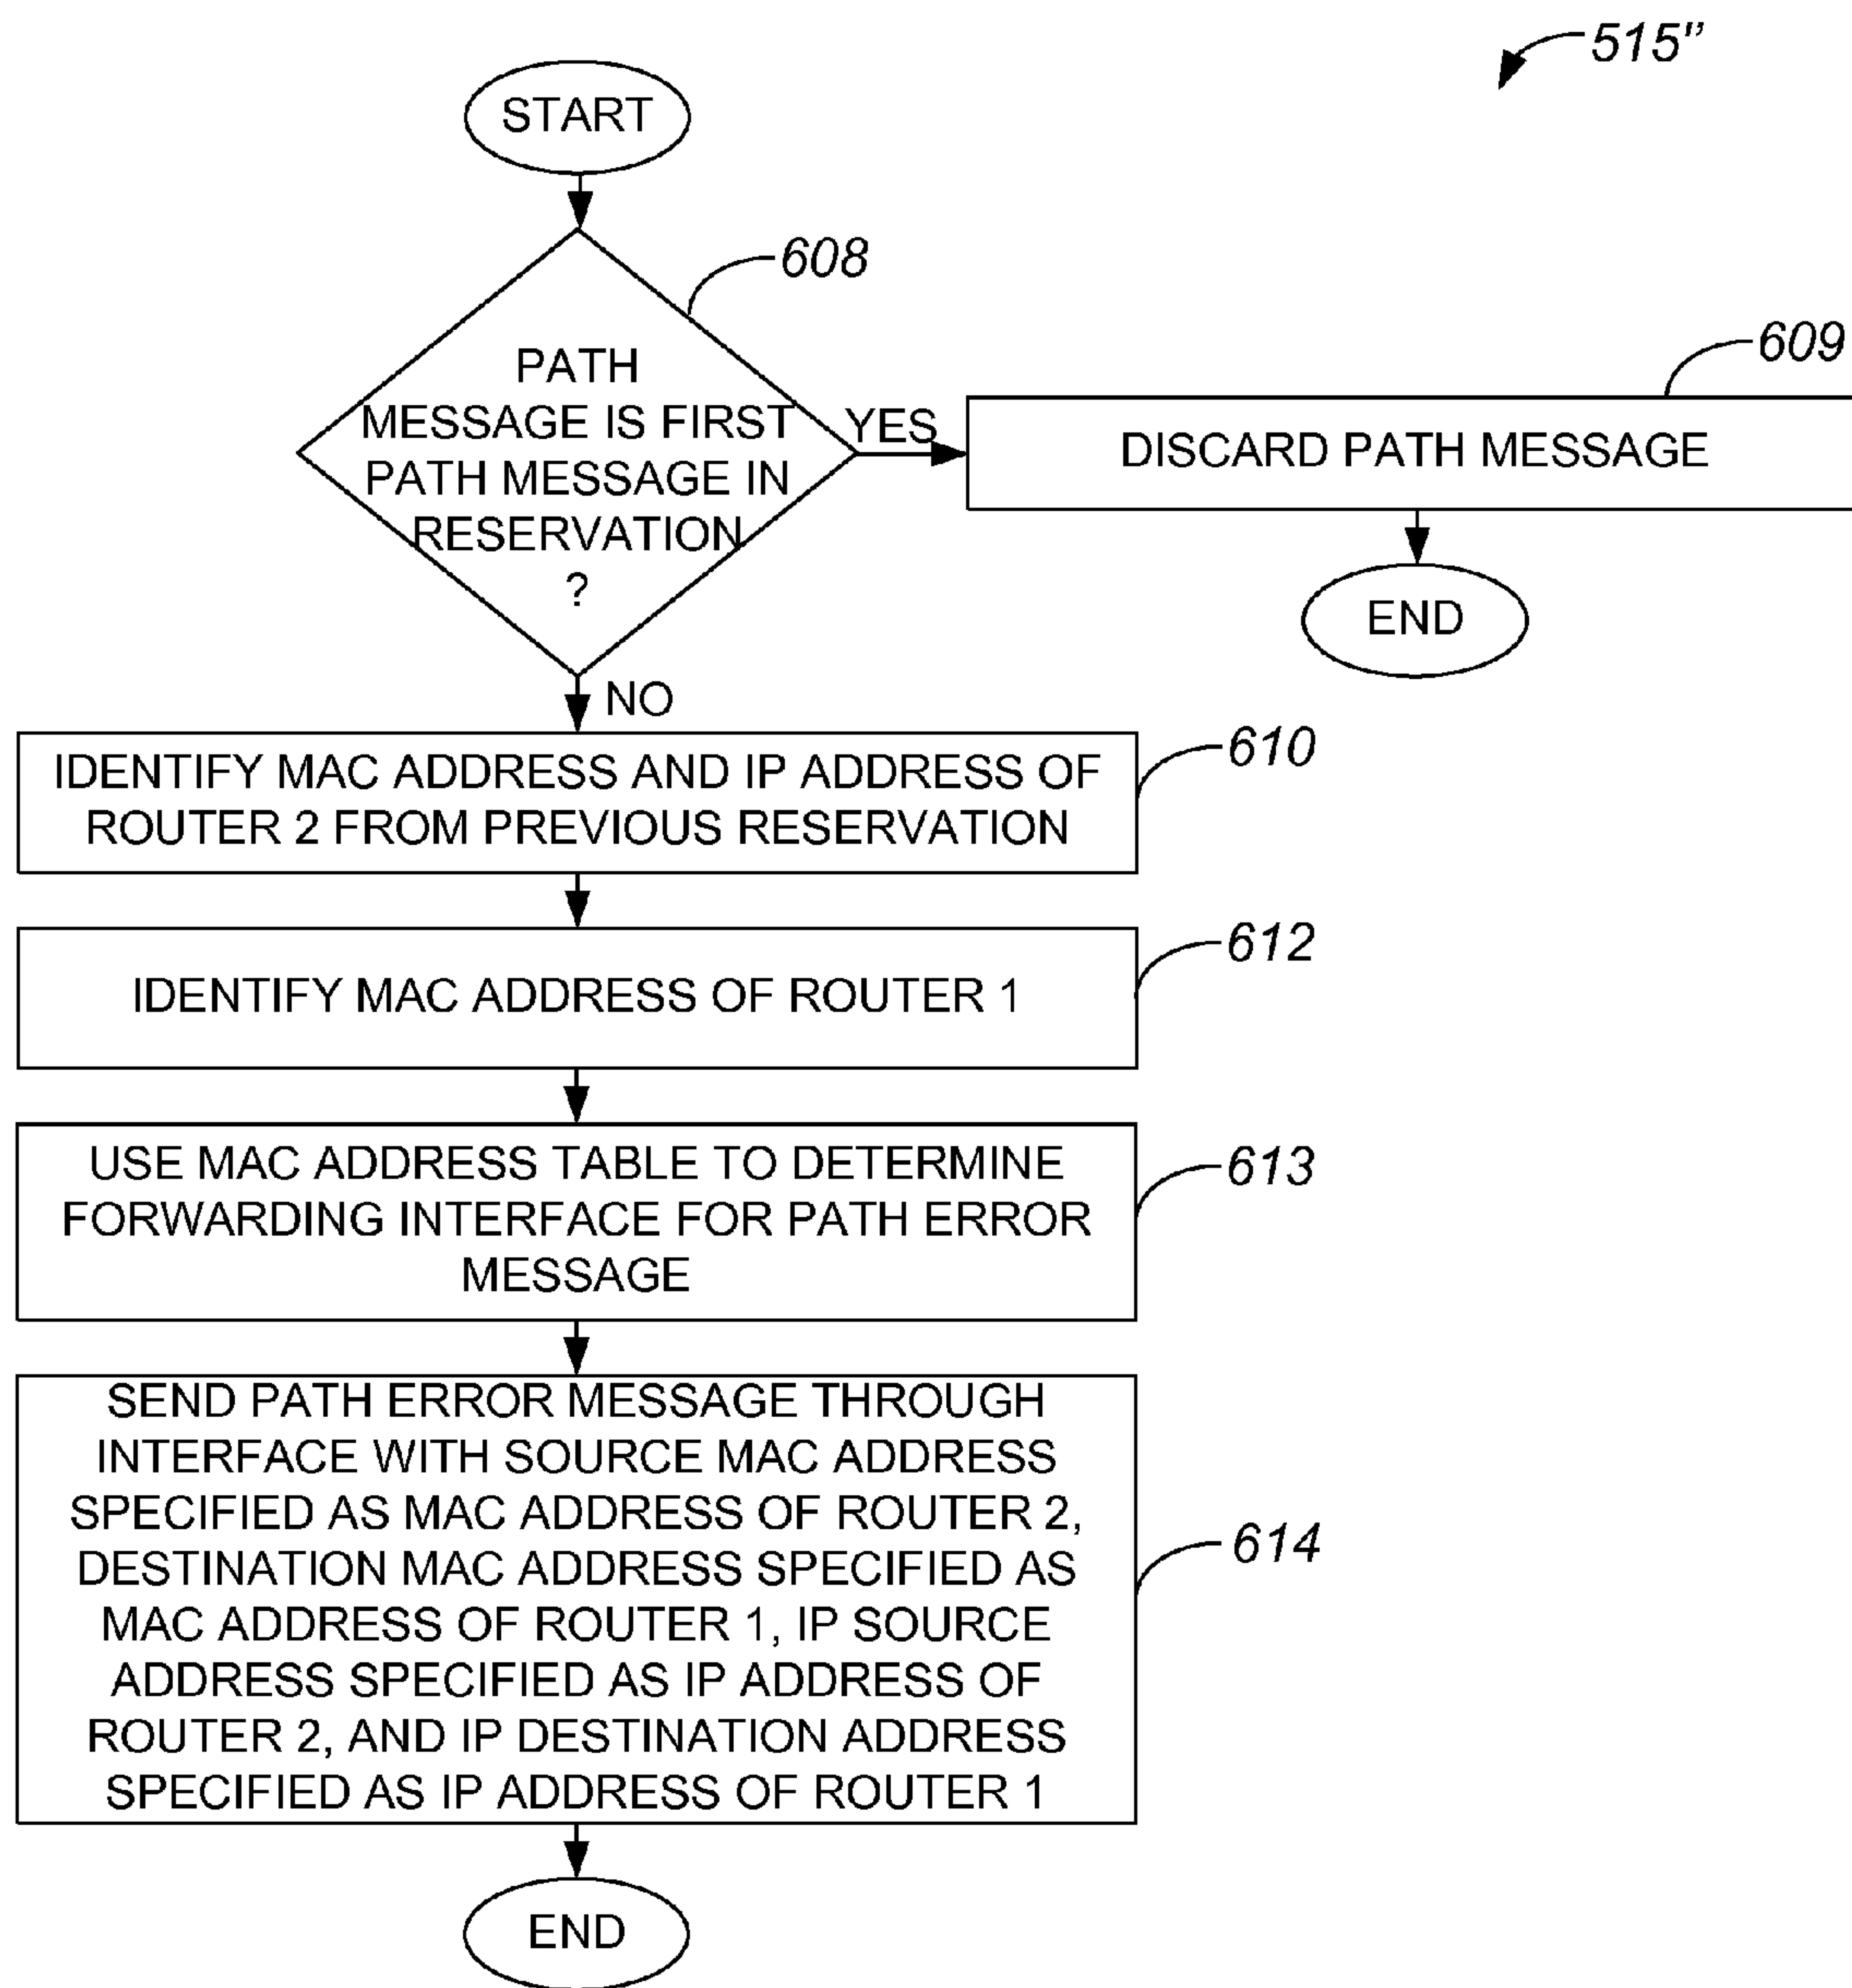 515"
START
608
PATH
MESSAGE IS FIRST
PATH MESSAGE IN
RESERVATION
?
YES
609
DISCARD PATH MESSAGE
END
NO
610
IDENTIFY MAC ADDRESS AND IP ADDRESS OF
ROUTER 2 FROM PREVIOUS RESERVATION
612
IDENTIFY MAC ADDRESS OF ROUTER 1
613
USE MAC ADDRESS TABLE TO DETERMINE
FORWARDING INTERFACE FOR PATH ERROR
MESSAGE
614
SEND PATH ERROR MESSAGE THROUGH
INTERFACE WITH SOURCE MAC ADDRESS
SPECIFIED AS MAC ADDRESS OF ROUTER 2,
DESTINATION MAC ADDRESS SPECIFIED AS
MAC ADDRESS OF ROUTER 1, IP SOURCE
ADDRESS SPECIFIED AS IP ADDRESS OF
ROUTER 2, AND IP DESTINATION ADDRESS
SPECIFIED AS IP ADDRESS OF ROUTER 1
END